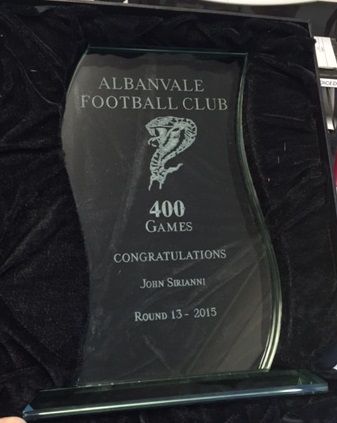 ALBANVALE
FOOTBALL CLUB
400
GAMES
CONGRATULATIONS
JOHN SIRIANNI
ROUND 13 - 2015